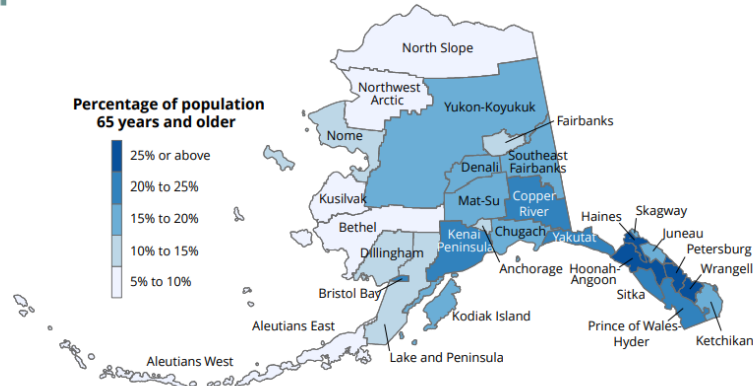 North Slope
Northwest
Arctic
Percentage of population
65 years and older
Yukon-Koyukuk
Fairbanks
Nome
25% or above
20% to 25%
15% to 20%
10% to 15%
5% to 10%
Denali
Southeast
Fairbanks
Kusilvak
Mat-Su
Copper
River
Bethel
Kenai
Peninsula
Chugach
Yakutat
Haines
Skagway
Juneau
Petersburg
Wrangell
Dillingham
Anchorage
Hoonah-
Angoon
Sitka
Bristol Bay
Kodiak Island
Prince of Wales-
Hyder
Ketchikan
Aleutians East
Lake and Peninsula
Aleutians West